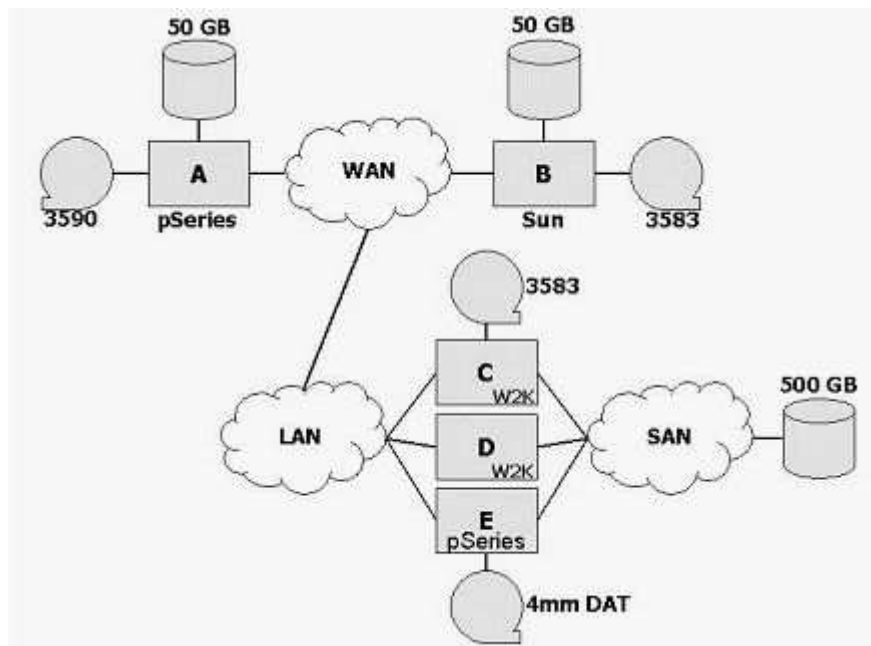 50 GB
50 GB
A
WAN
B
3590
pSeries
Sun
3583
3583
C
W2K
500 GB
LAN
D
W2K
SAN
E
pSeries
4mm DAT